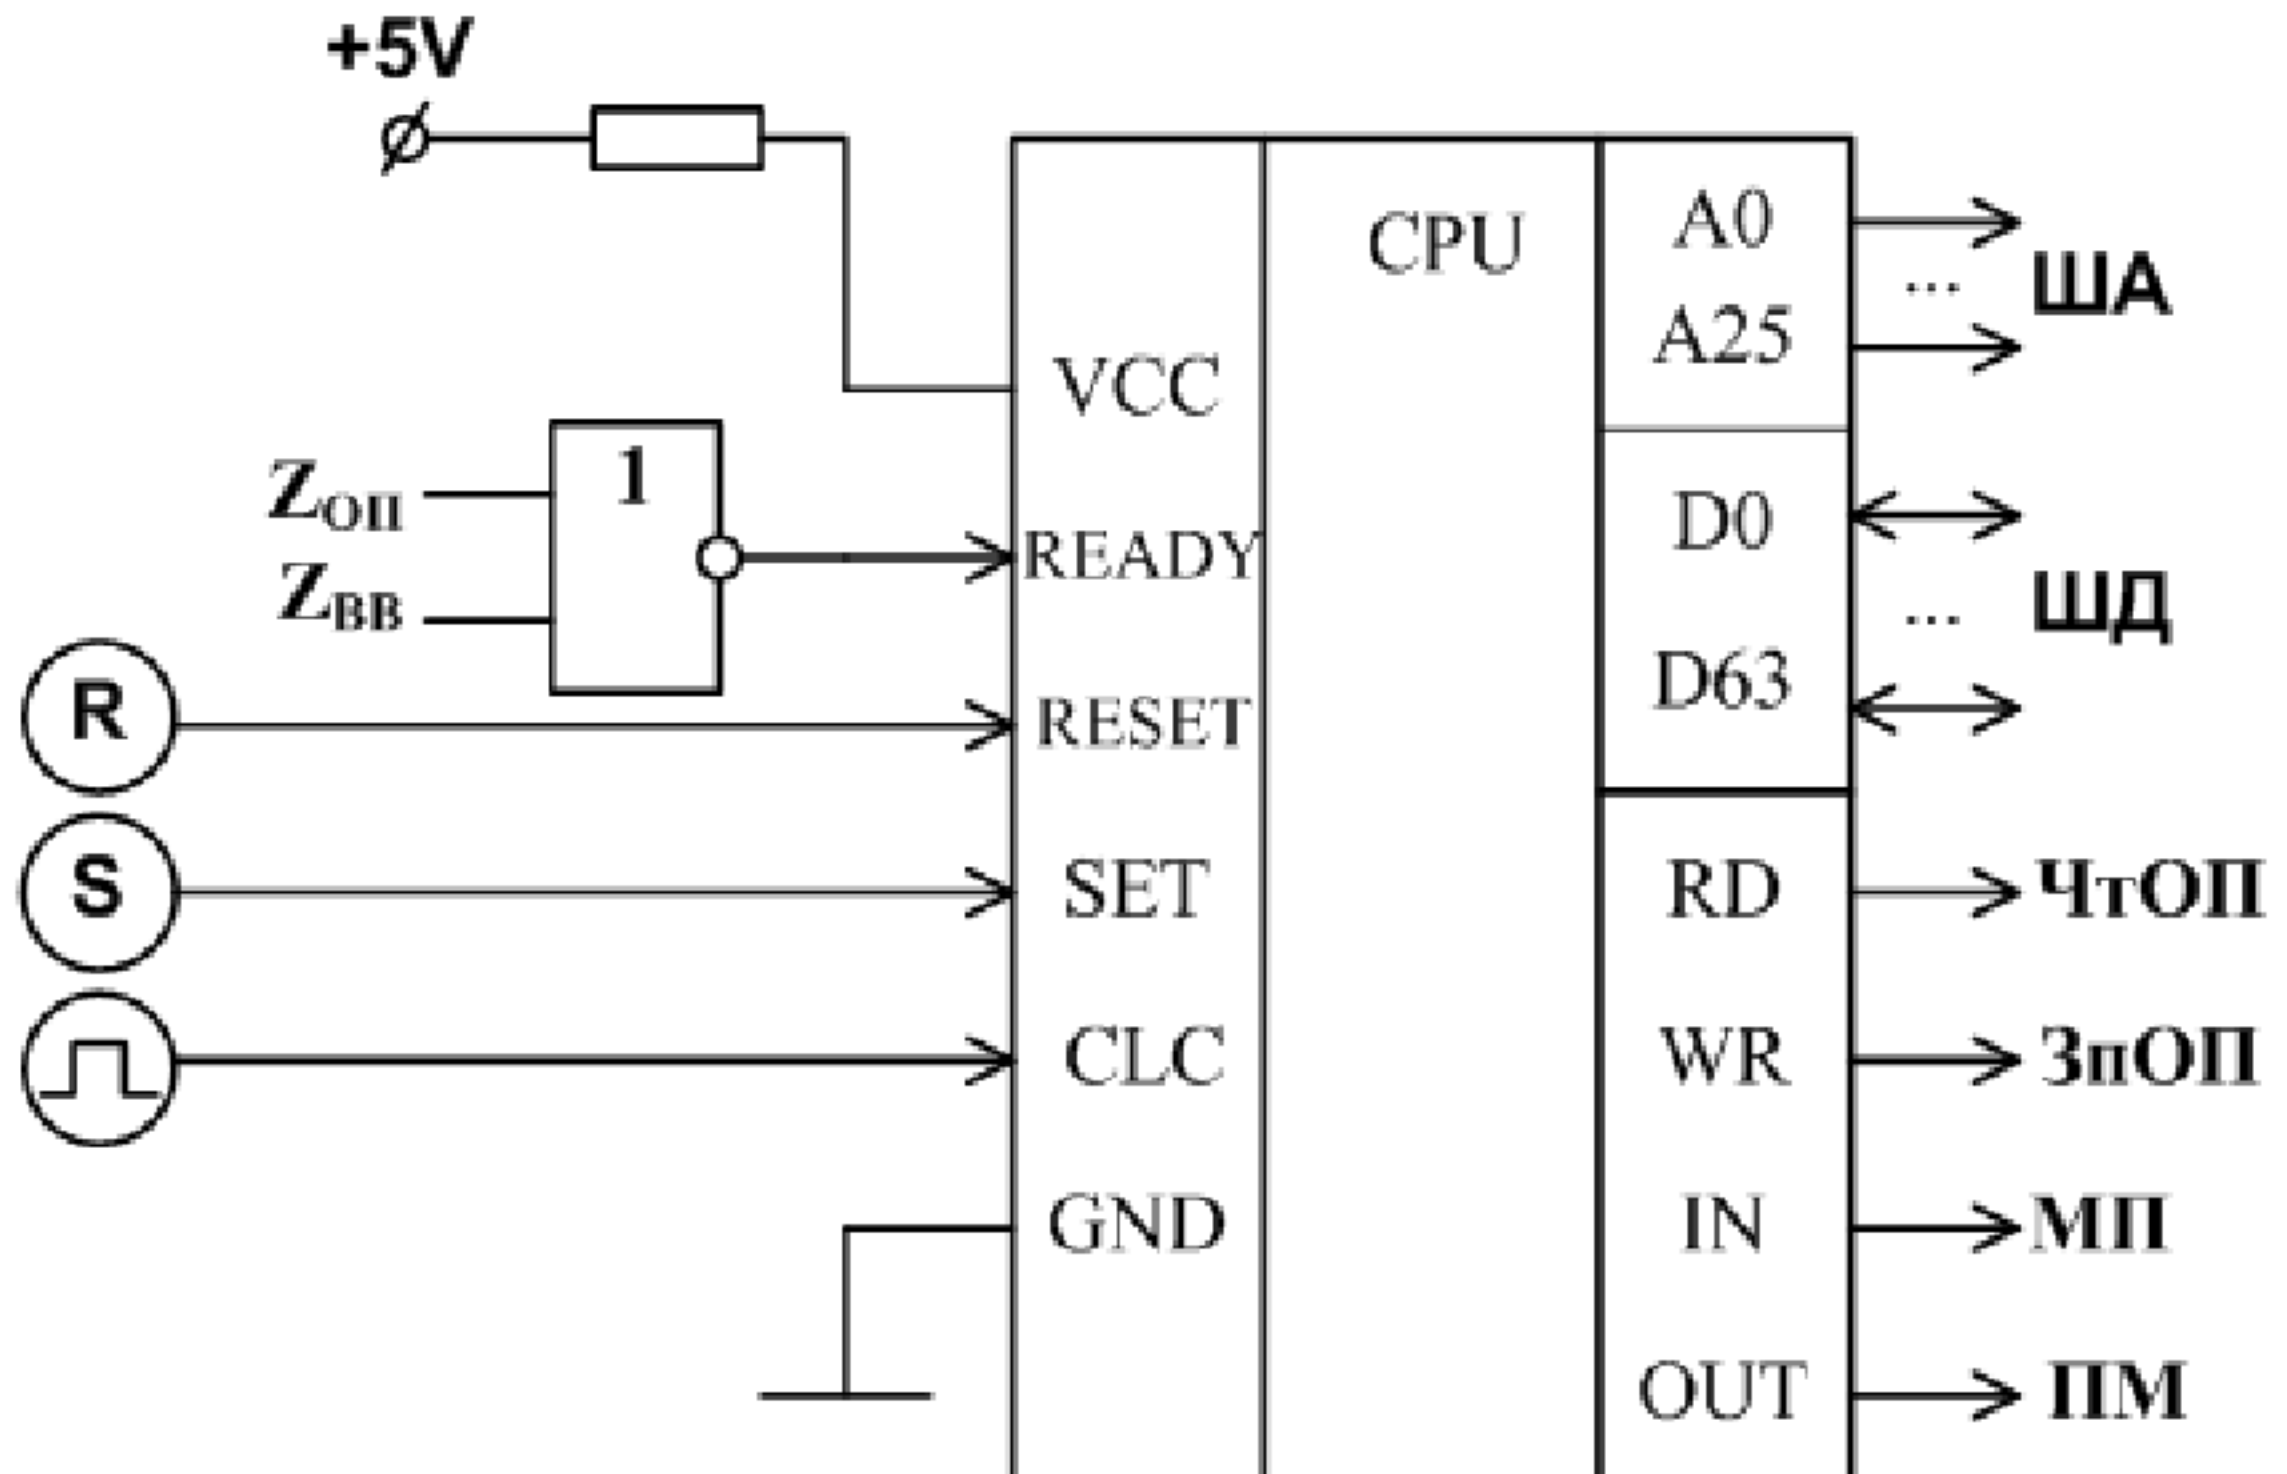 +5V
CPU
A0
... ША
A25
VCC
1
Zоп
D0
READY
Zвв
... ШД
D63
R
RESET
S
SET
RD
ЧтОП
CLC
WR
ЗпОП
GND
IN
МП
OUT
ПМ